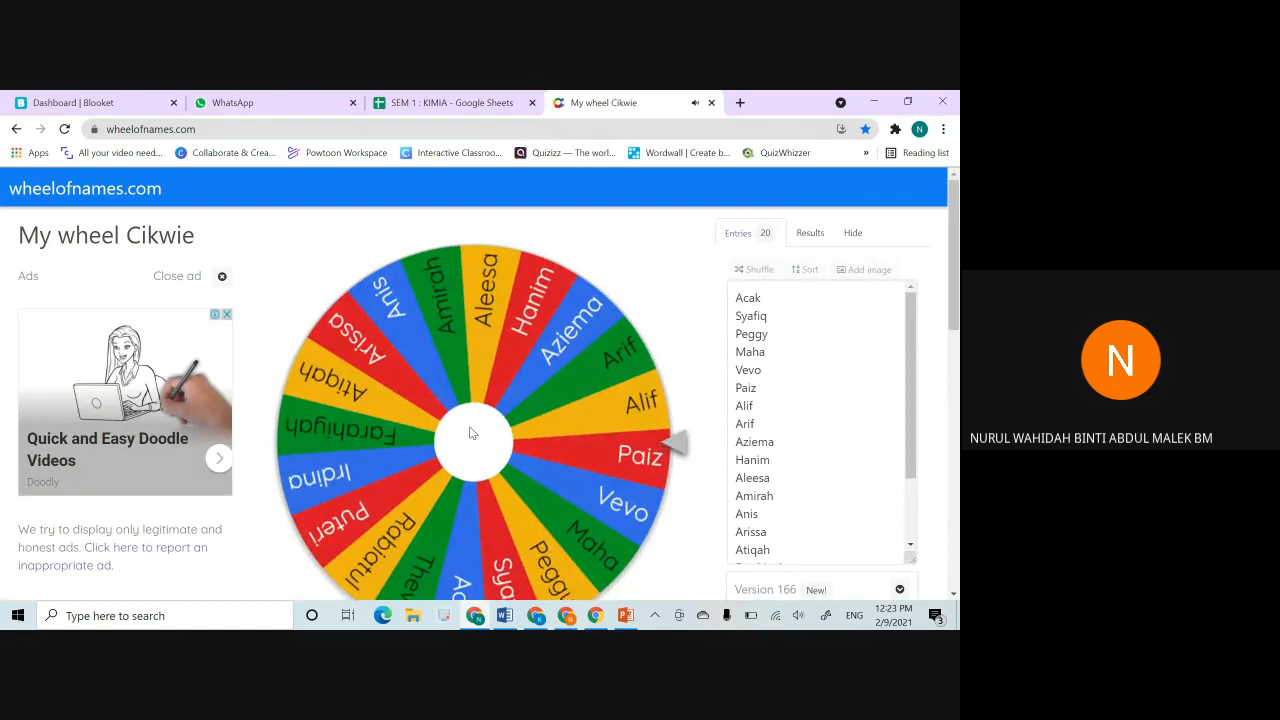 Dashboard | Blooket
WhatsApp
SEM 1 : KIMIA - Google Sheets
My wheel Cikwie
wheelofnames.com
N
Apps
All your video need...
Collaborate & Crea...
Powtoon Workspace
Interactive Classroo...
Quizizz — The worl...
Wordwall | Create b...
QuizWhizzer
»
Reading list
wheelofnames.com
My wheel Cikwie
Ads
Close ad
Quick and Easy Doodle
Videos
Doodly
We try to display only legitimate and
honest ads. Click here to report an
inappropriate ad.
Aleesa
Hanim
Aziema
Arif
Alif
Paiz
Vevo
Maha
Pegg
Sya
Ac
The
Rabiatul
Puteri
Irdina
Farahiyah
Atiqah
Arissa
Anis
Amirah
Entries 20
Results
Hide
Shuffle
Sort
Add image
Acak
Syafiq
Peggy
Maha
Vevo
Paiz
Alif
Arif
Aziema
Hanim
Aleesa
Amirah
Anis
Arissa
Atiqah
Version 166 New!
Type here to search
ENG
12:23 PM
2/9/2021
3
N
NURUL WAHIDAH BINTI ABDUL MALEK BM